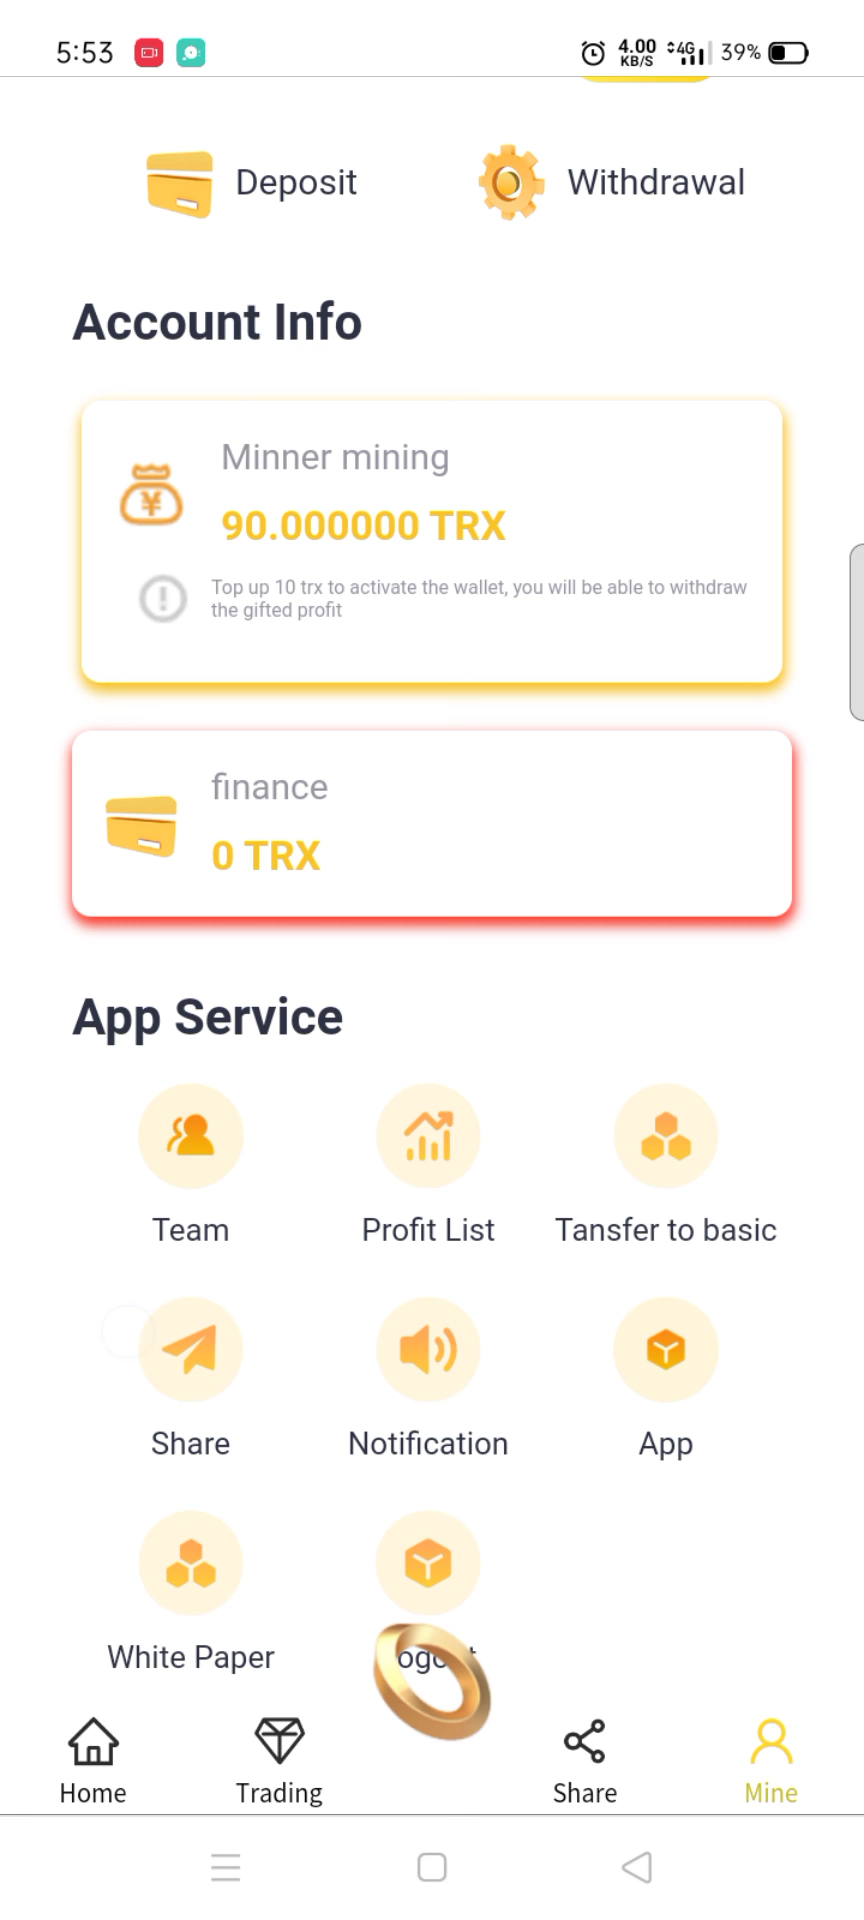 5:53
4.00
KB/S
4G
39%
Deposit
Withdrawal
Account Info
Minner mining
¥
90.000000 TRX
Top up 10 trx to activate the wallet, you will be able to withdraw
the gifted profit
finance
0 TRX
App Service
Team
Profit List
Tansfer to basic
Share
Notification
App
White Paper
Home
Trading
Share
Mine